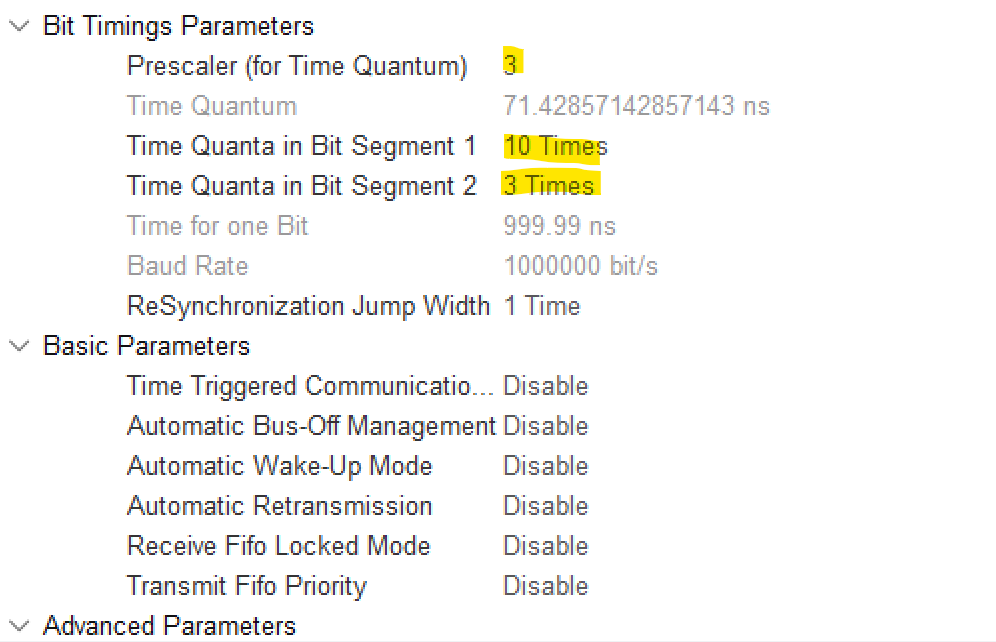 Bit Timings Parameters
Prescaler (for Time Quantum) 3
Time Quantum 71.42857142857143 ns
Time Quanta in Bit Segment 1 10 Times
Time Quanta in Bit Segment 2 3 Times
Time for one Bit 999.99 ns
Baud Rate 1000000 bit/s
ReSynchronization Jump Width 1 Time
Basic Parameters
Time Triggered Communicatio... Disable
Automatic Bus-Off Management Disable
Automatic Wake-Up Mode Disable
Automatic Retransmission Disable
Receive Fifo Locked Mode Disable
Transmit Fifo Priority Disable
Advanced Parameters